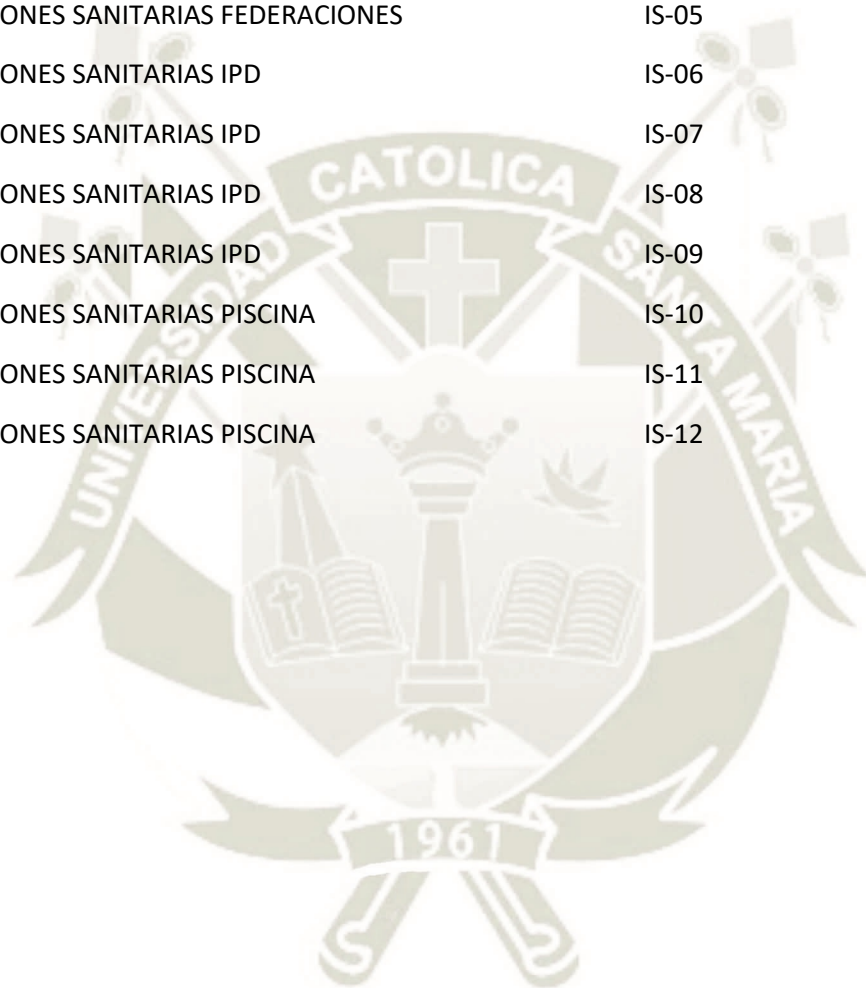 ONES SANITARIAS FEDERACIONES IS-05
ONES SANITARIAS IPD IS-06
ONES SANITARIAS IPD IS-07
ONES SANITARIAS IPD IS-08
ONES SANITARIAS IPD IS-09
ONES SANITARIAS PISCINA IS-10
ONES SANITARIAS PISCINA IS-11
ONES SANITARIAS PISCINA IS-12
UNIVERSIDAD CATOLICA SANTA MARIA
1961